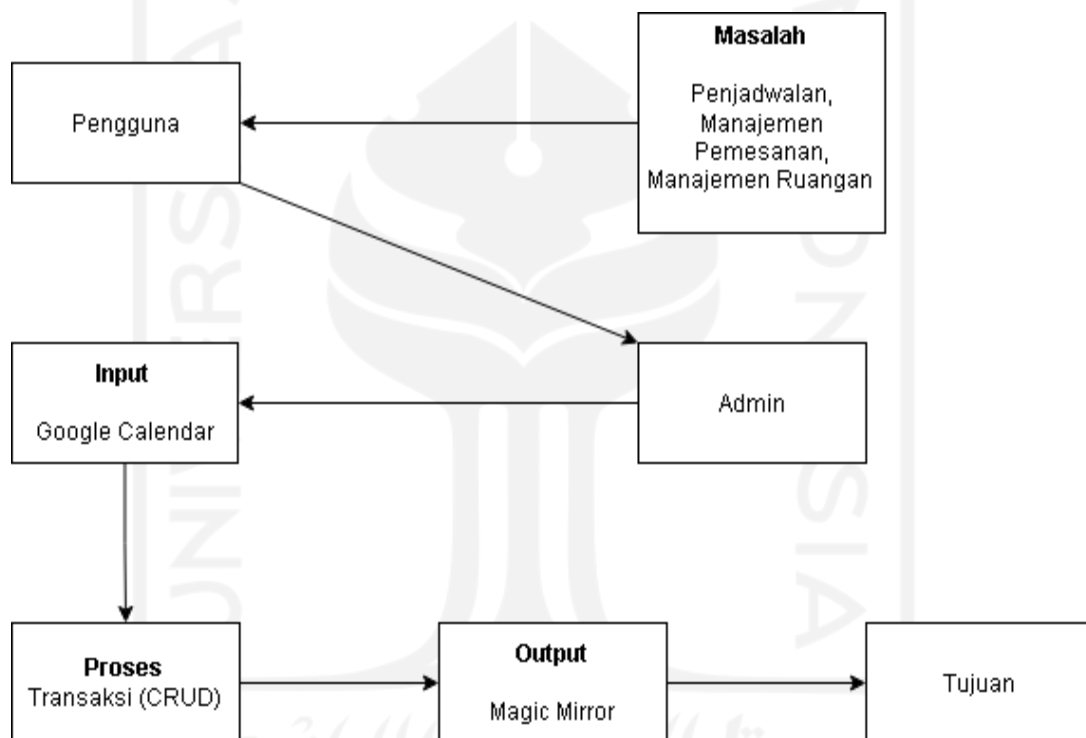 Masalah
Penjadwalan,
Manajemen
Pemesanan,
Manajemen Ruangan
Pengguna
Admin
Input
Google Calendar
Proses
Transaksi (CRUD)
Output
Magic Mirror
Tujuan